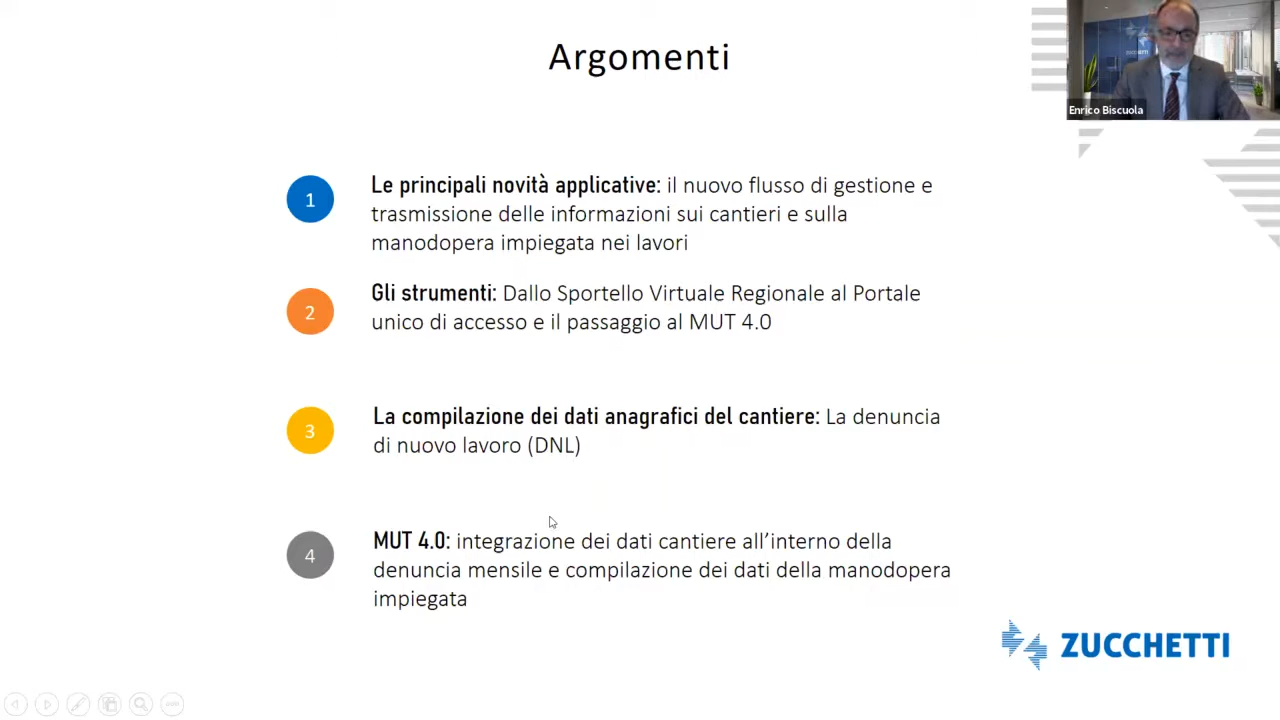 Argomenti
Enrico Biscuola
1
Le principali novità applicative: il nuovo flusso di gestione e
trasmissione delle informazioni sui cantieri e sulla
manodopera impiegata nei lavori
2
Gli strumenti: Dallo Sportello Virtuale Regionale al Portale
unico di accesso e il passaggio al MUT 4.0
3
La compilazione dei dati anagrafici del cantiere: La denuncia
di nuovo lavoro (DNL)
4
MUT 4.0: integrazione dei dati cantiere all’interno della
denuncia mensile e compilazione dei dati della manodopera
impiegata
ZUCCHETTI